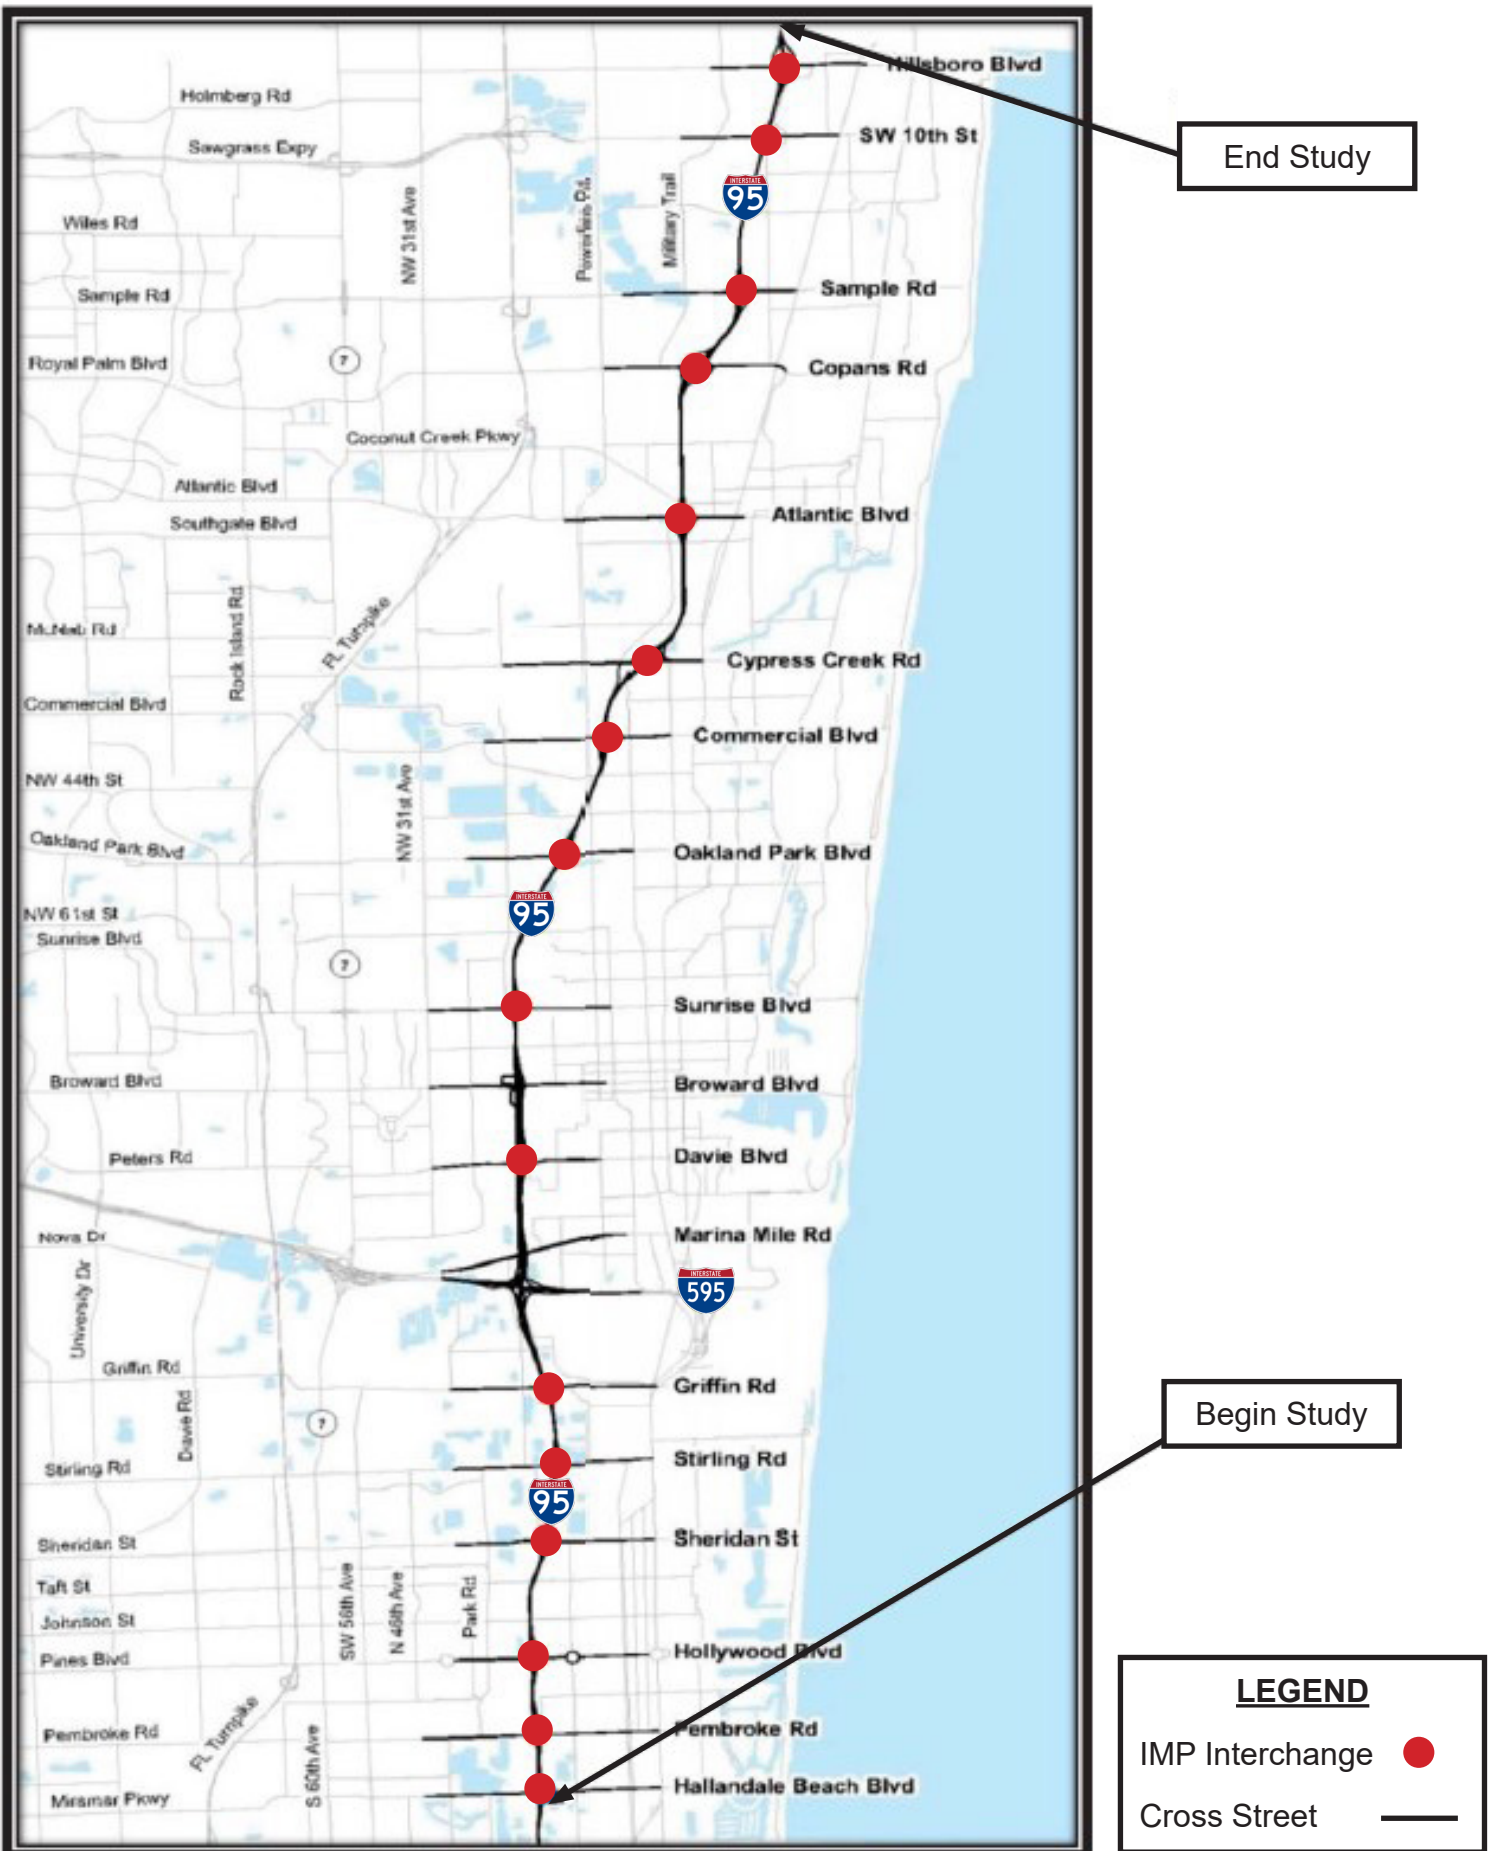 Hillsboro Blvd
Holmberg Rd
SW 10th St
Sawgrass Expy
End Study
INTERSTATE
95
Military Trail
Powerline Rd
NW 31st Ave
Wiles Rd
Sample Rd
Sample Rd
Royal Palm Blvd
7
Copans Rd
Coconut Creek Pkwy
Atlantic Blvd
Southgate Blvd
Atlantic Blvd
Rock Island Rd
FL Turnpike
McNab Rd
Cypress Creek Rd
Commercial Blvd
Commercial Blvd
NW 44th St
NW 31st Ave
Oakland Park Blvd
Oakland Park Blvd
INTERSTATE
95
NW 61st St
Sunrise Blvd
7
Sunrise Blvd
Broward Blvd
Broward Blvd
Peters Rd
Davie Blvd
Nova Dr
Marina Mile Rd
University Dr
INTERSTATE
595
Griffin Rd
Griffin Rd
Davie Rd
7
Begin Study
Stirling Rd
Stirling Rd
INTERSTATE
95
Sheridan St
Sheridan St
Taft St
SW 56th Ave
N 46th Ave
Park Rd
Johnson St
Pines Blvd
Hollywood Blvd
FL Turnpike
Pembroke Rd
Pembroke Rd
S 60th Ave
Miramar Pkwy
Hallandale Beach Blvd
LEGEND
IMP Interchange
Cross Street